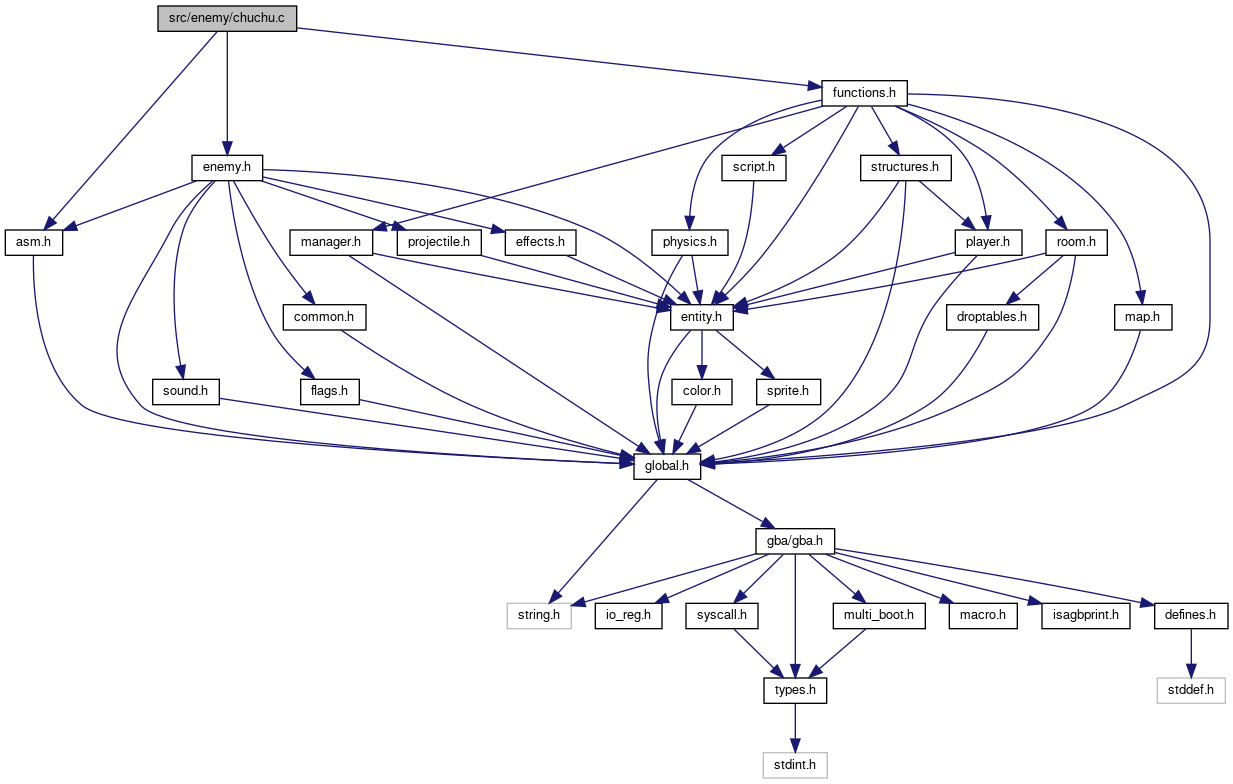 src/enemy/chuchu.c
functions.h
enemy.h
script.h
structures.h
asm.h
manager.h
projectile.h
effects.h
physics.h
player.h
room.h
common.h
entity.h
droptables.h
map.h
sound.h
flags.h
color.h
sprite.h
global.h
gba/gba.h
string.h
io_reg.h
syscall.h
multi_boot.h
macro.h
isagbprint.h
defines.h
types.h
stddef.h
stdint.h